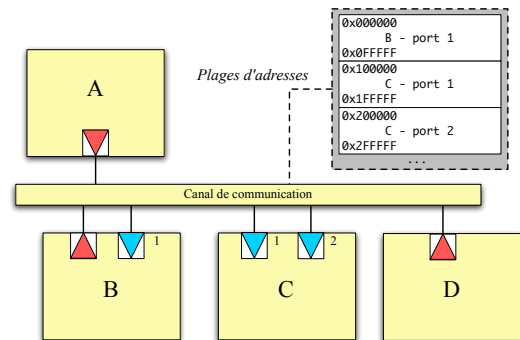 0x000000
B - port 1
0x0FFFFF
0x100000
C - port 1
0x1FFFFF
0x200000
C - port 2
0x2FFFFF
...
Plages d'adresses
A
Canal de communication
1
1
2
B
C
D